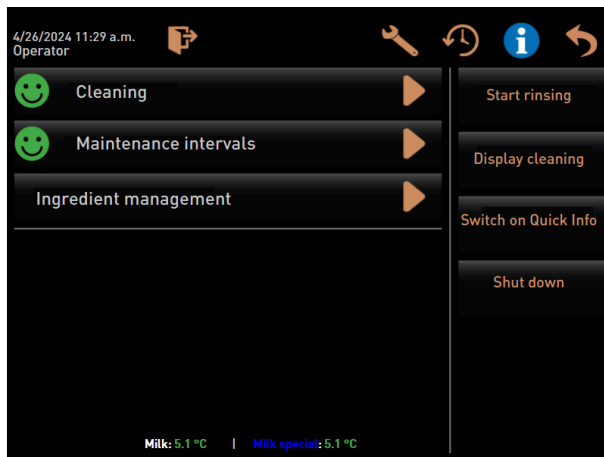 4/26/2024 11:29 a.m.
Operator
Cleaning
Maintenance intervals
Ingredient management
Start rinsing
Display cleaning
Switch on Quick Info
Shut down
Milk: 5.1 °C | Milk special: 5.1 °C